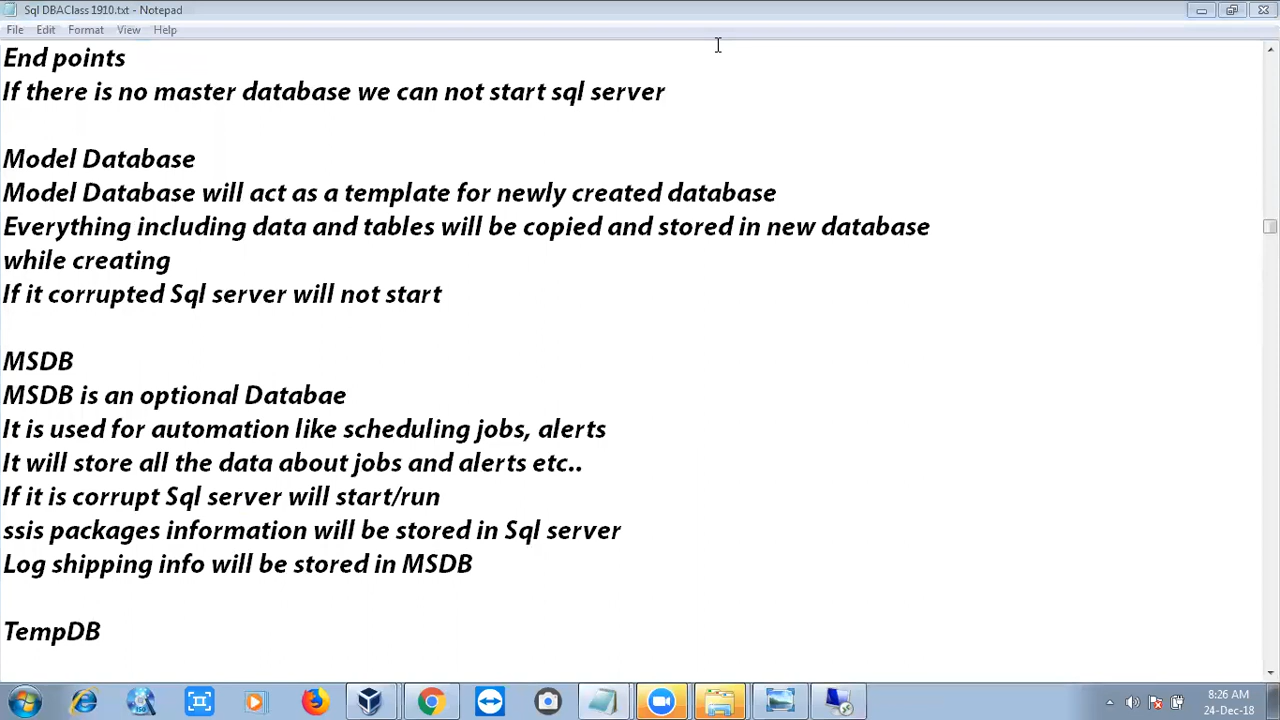 Sql DBAClass 1910.txt - Notepad
File Edit Format View Help
End points
If there is no master database we can not start sql server
Model Database
Model Database will act as a template for newly created database
Everything including data and tables will be copied and stored in new database
while creating
If it corrupted Sql server will not start
MSDB
MSDB is an optional Databae
It is used for automation like scheduling jobs, alerts
It will store all the data about jobs and alerts etc..
If it is corrupt Sql server will start/run
ssis packages information will be stored in Sql server
Log shipping info will be stored in MSDB
TempDB
8:26 AM
24-Dec-18